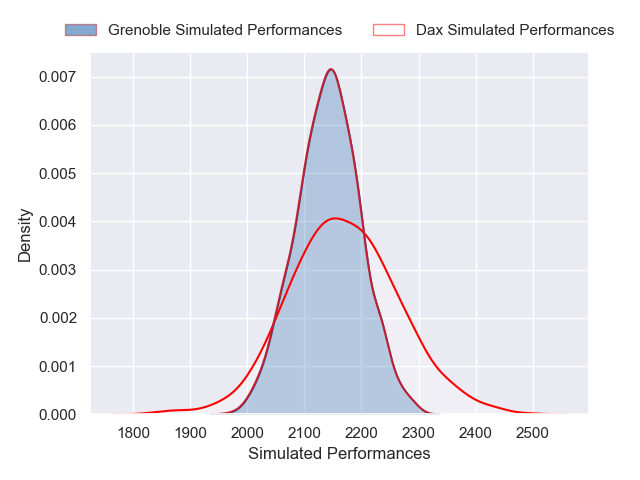 Grenoble Simulated Performances Dax Simulated Performances
0.007
0.006
0.005
0.004
0.003
0.002
0.001
0.000
Density
1800 1900 2000 2100 2200 2300 2400 2500
Simulated Performances